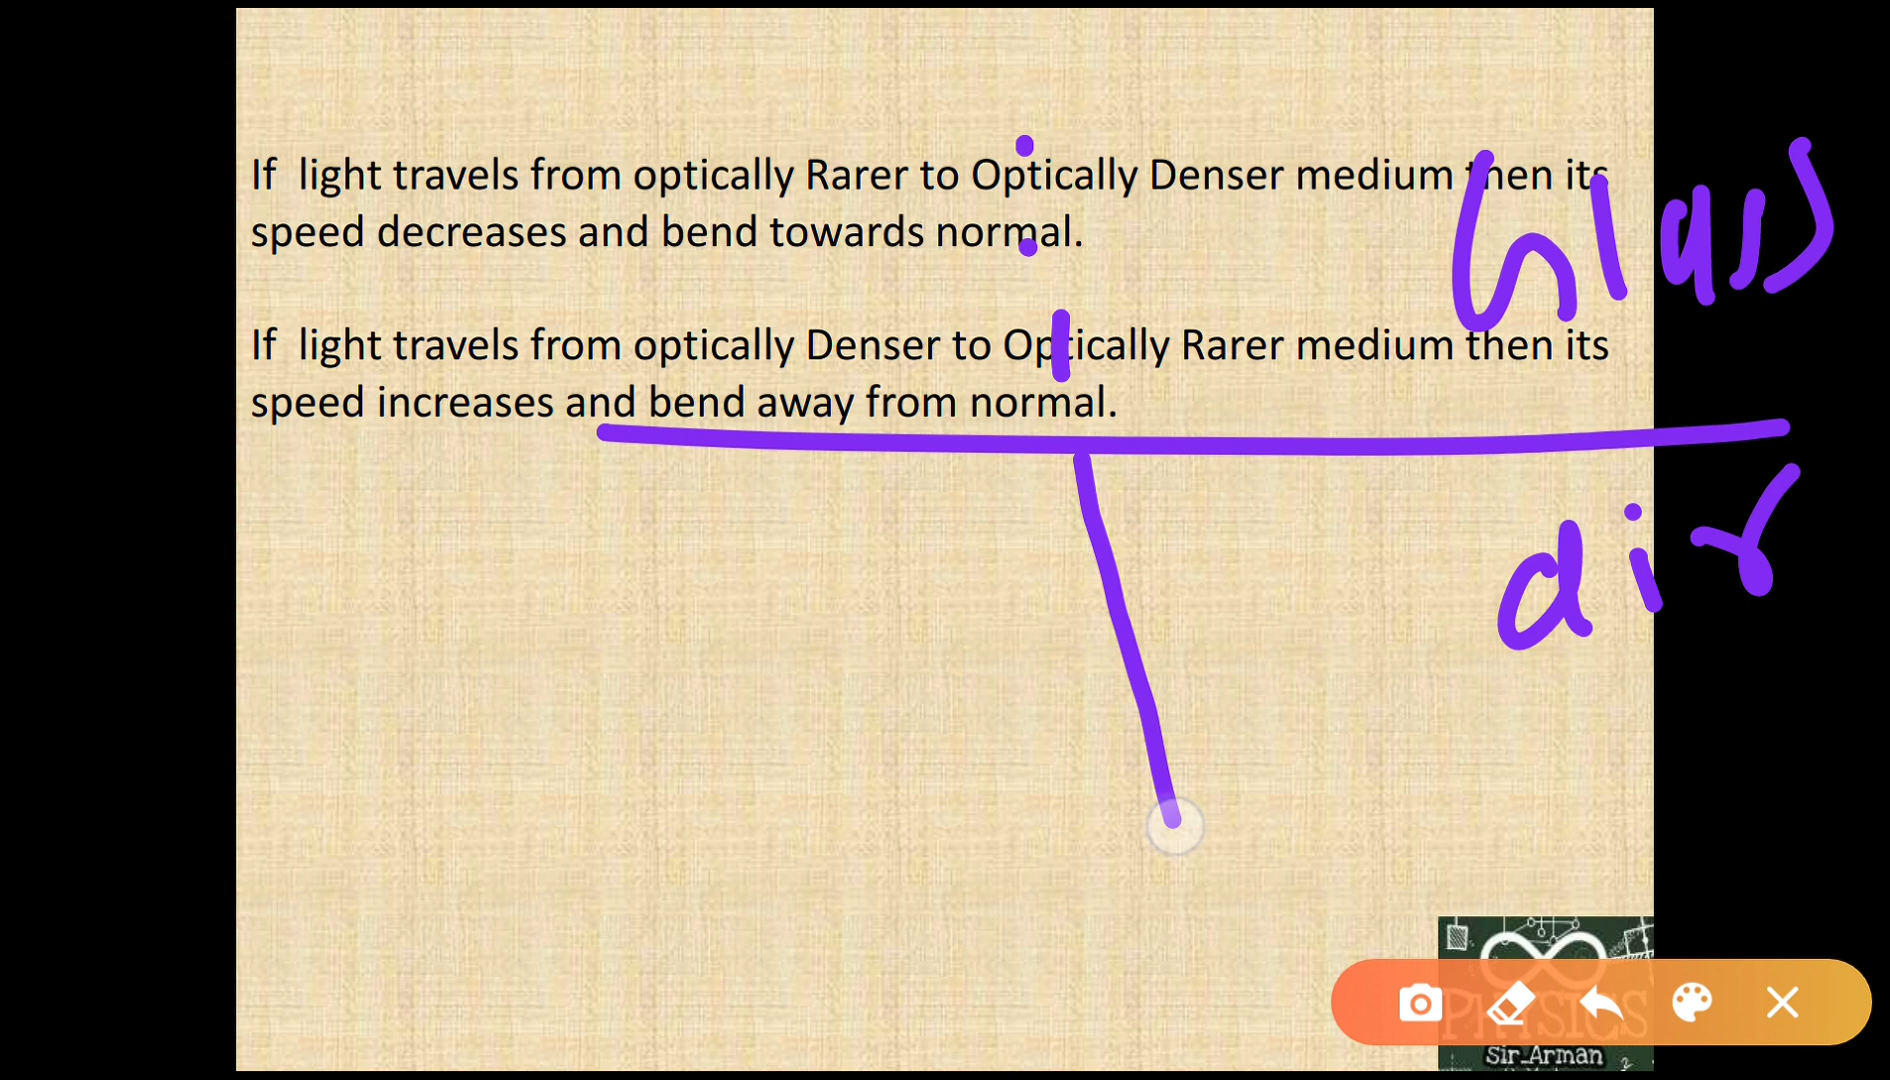 If light travels from optically Rarer to Optically Denser medium then its
speed decreases and bend towards normal.
Glass
If light travels from optically Denser to Optically Rarer medium then its
speed increases and bend away from normal.
air
PHYSICS
Sir_Arman